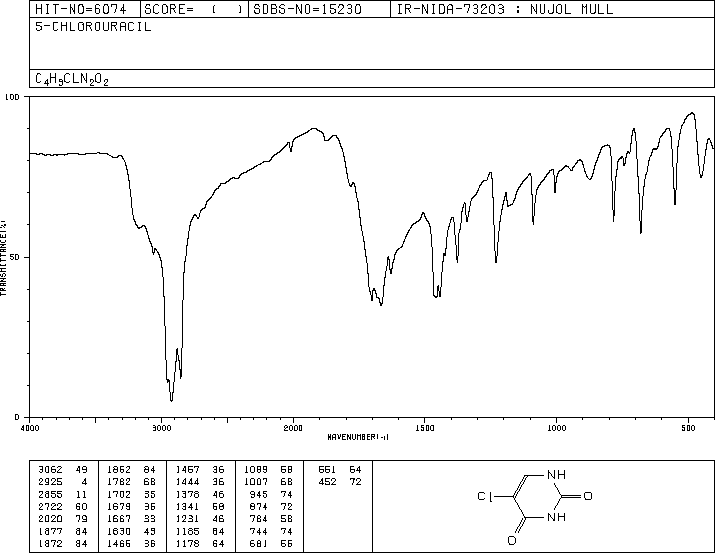 HIT-NO=6074 SCORE= ( ) SDBS-NO=15230 IR-NIDA-73203 : NUJOL MULL
5-CHLOROURACIL
C4H3CLN2O2
100
50
0
TRANSMITTANCE(%)
4000 3000 2000 1500 1000 500
WAVENUMBER(-1)
3062 49 1862 84 1457 36 1089 58 551 64
2925 4 1782 68 1444 36 1007 68 452 72
2855 11 1702 35 1378 46 945 74
2722 60 1679 36 1341 58 874 72
2020 79 1667 33 1231 46 784 58
1877 84 1630 49 1185 64 744 74
1872 84 1466 36 1178 64 681 55
Cl NH O NH O